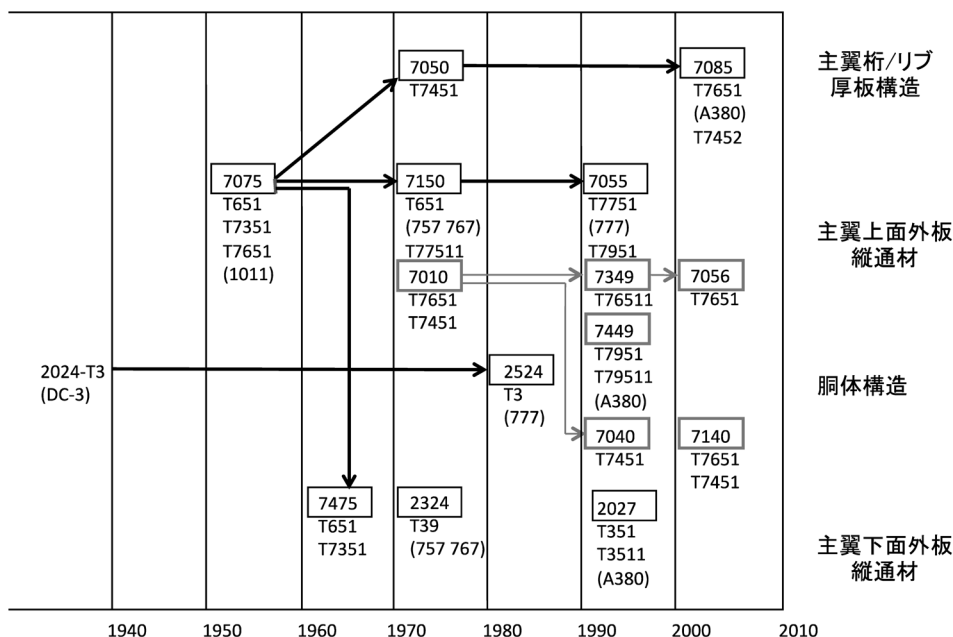 主翼桁/リブ
厚板構造
7050
T7451
7085
T7651
(A380)
T7452
7075
T651
T7351
T7651
(1011)
7150
T651
(757 767)
T77511
7055
T7751
(777)
T7951
主翼上面外板
縦通材
7010
T7651
T7451
7349
T76511
7056
T7651
7449
T7951
T79511
(A380)
2024-T3
(DC-3)
2524
T3
(777)
胴体構造
7040
T7451
7140
T7651
T7451
7475
T651
T7351
2324
T39
(757 767)
2027
T351
T3511
(A380)
主翼下面外板
縦通材
1940 1950 1960 1970 1980 1990 2000 2010